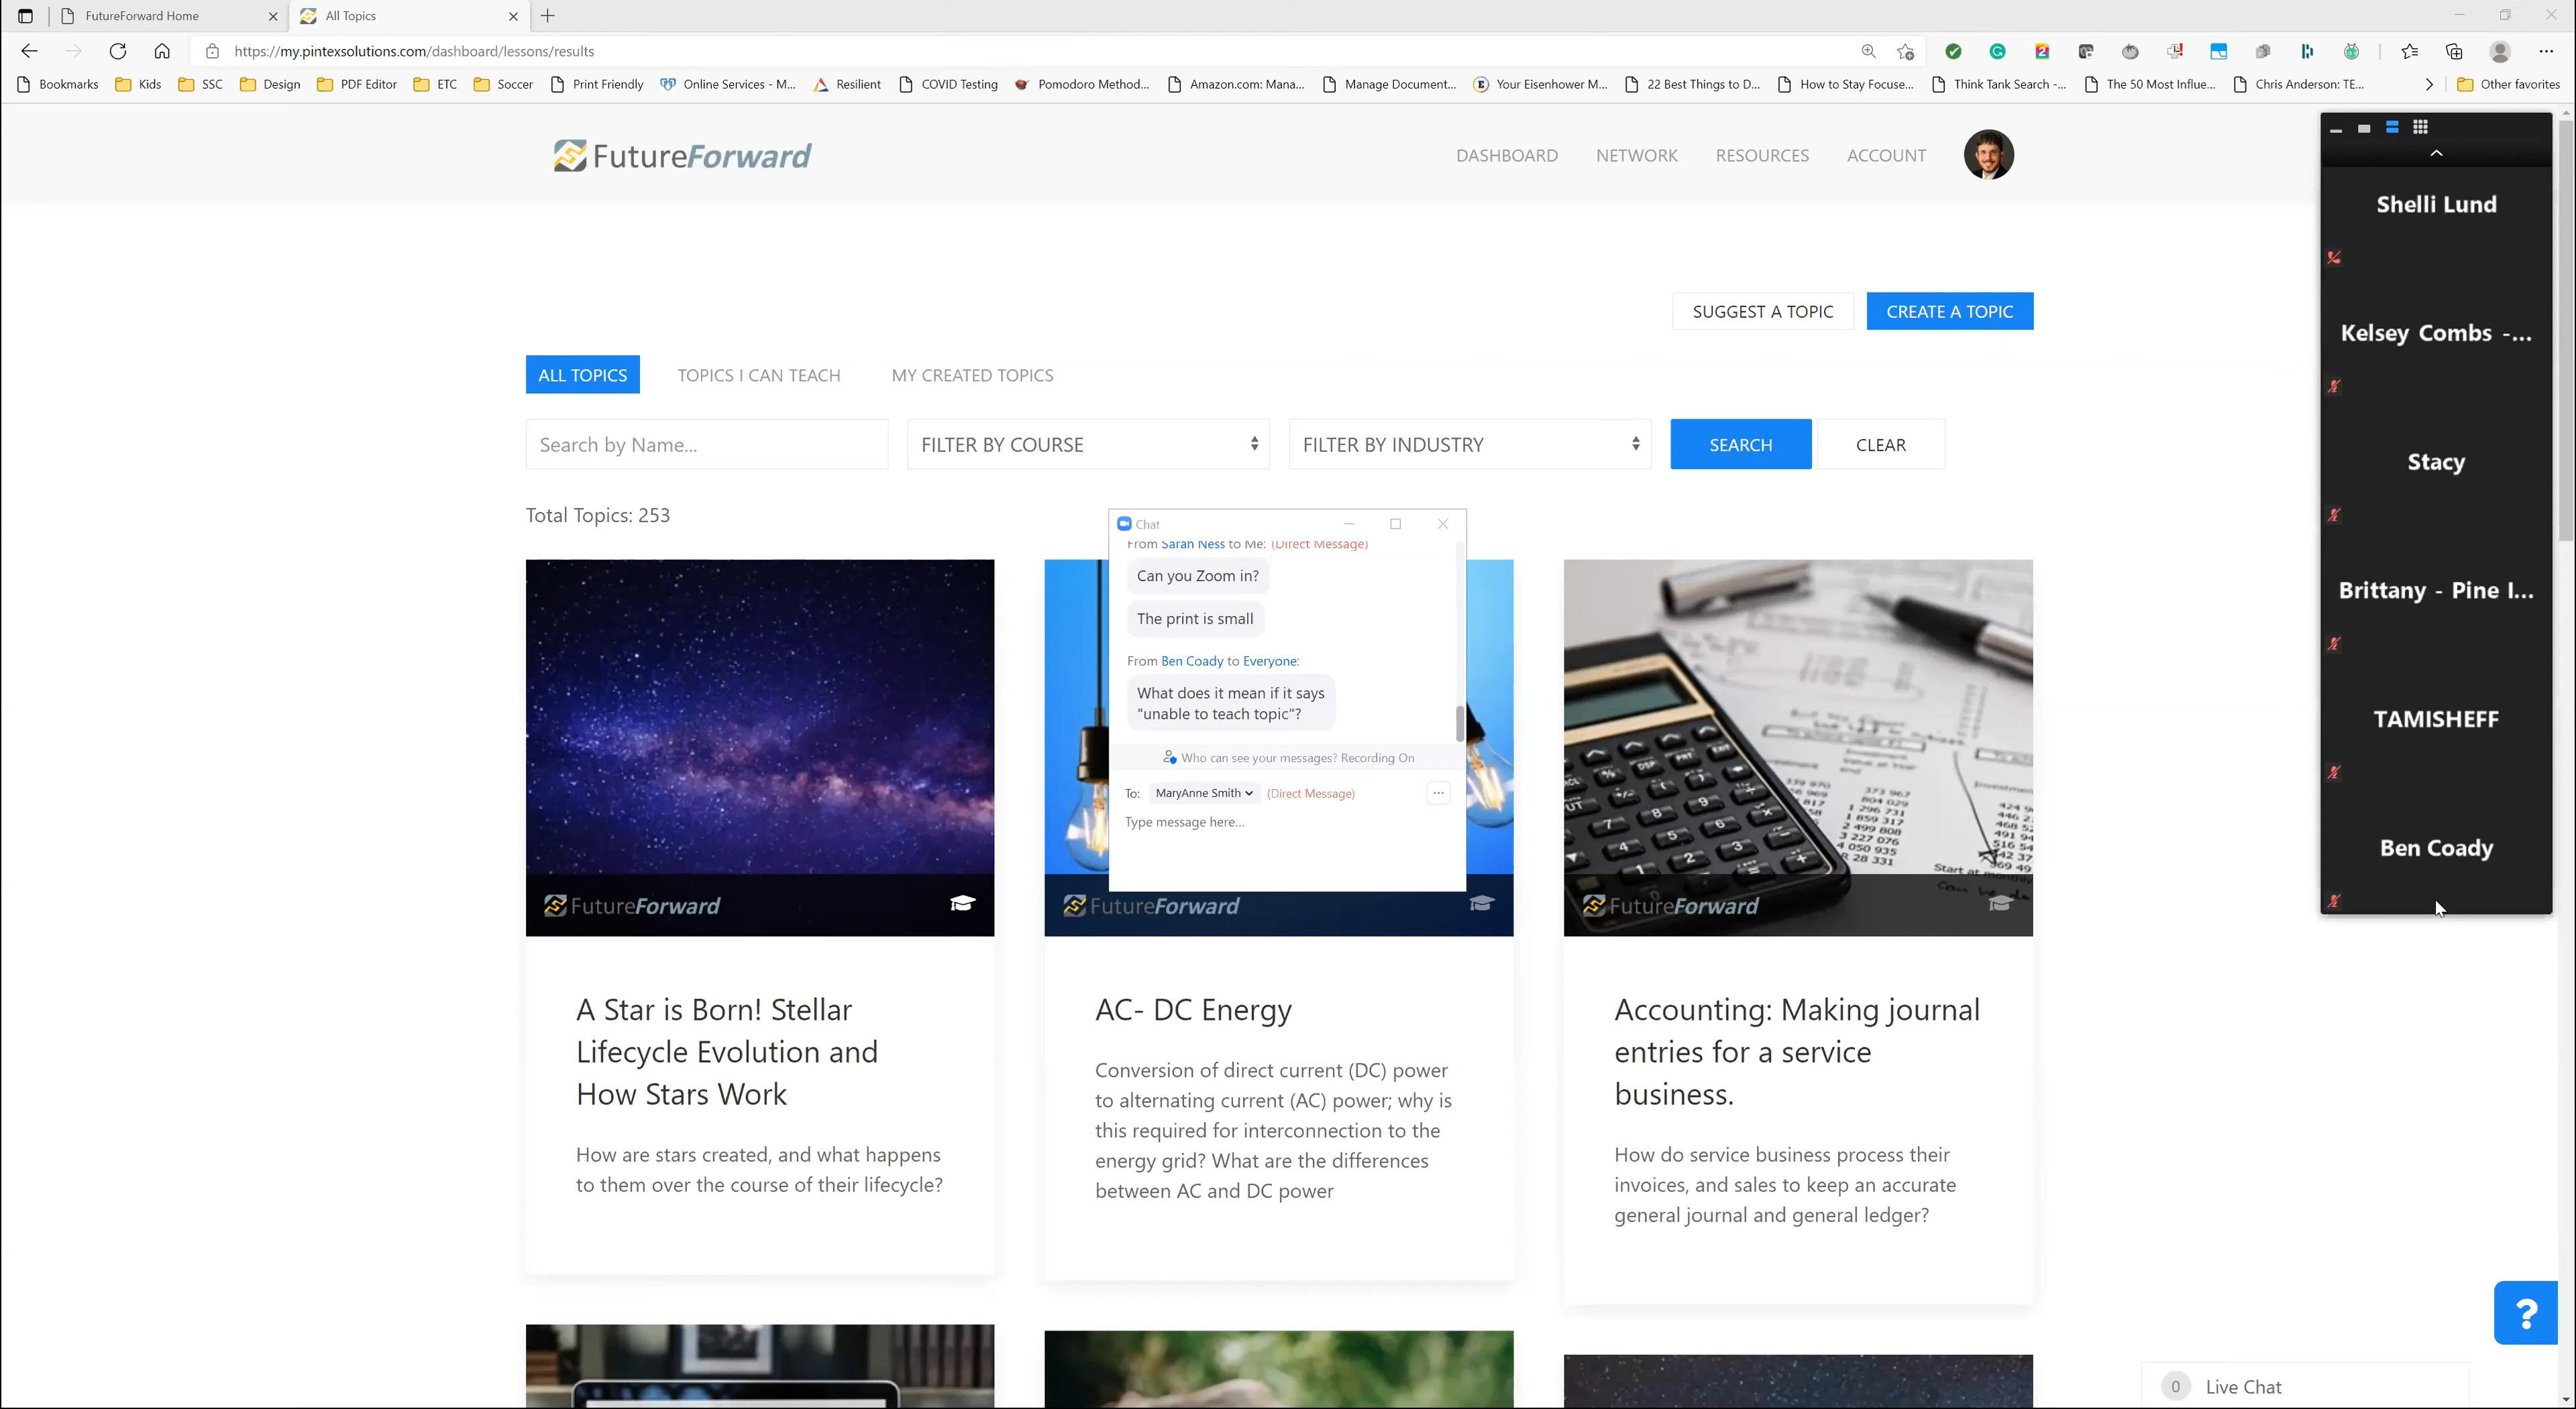 FutureForward Home
All Topics
https://my.pintexsolutions.com/dashboard/lessons/results
Bookmarks
Kids
SSC
Design
PDF Editor
ETC
Soccer
Print Friendly
Online Services - M...
Resilient
COVID Testing
Pomodoro Method...
Amazon.com: Mana...
Manage Document...
Your Eisenhower M...
22 Best Things to D...
How to Stay Focuse...
Think Tank Search -...
The 50 Most Influe...
Chris Anderson: TE...
Other favorites
FutureForward
DASHBOARD
NETWORK
RESOURCES
ACCOUNT
SUGGEST A TOPIC
CREATE A TOPIC
ALL TOPICS
TOPICS I CAN TEACH
MY CREATED TOPICS
Search by Name...
FILTER BY COURSE
FILTER BY INDUSTRY
SEARCH
CLEAR
Total Topics: 253
Chat
From Sarah Ness to Me: (Direct Message)
Can you Zoom in?
The print is small
From Ben Coady to Everyone:
What does it mean if it says
"unable to teach topic"?
Who can see your messages? Recording On
To: MaryAnne Smith (Direct Message)
Type message here...
FutureForward
FutureForward
FutureForward
A Star is Born! Stellar
Lifecycle Evolution and
How Stars Work
How are stars created, and what happens
to them over the course of their lifecycle?
AC- DC Energy
Conversion of direct current (DC) power
to alternating current (AC) power; why is
this required for interconnection to the
energy grid? What are the differences
between AC and DC power
Accounting: Making journal
entries for a service
business.
How do service business process their
invoices, and sales to keep an accurate
general journal and general ledger?
Shelli Lund
Kelsey Combs -...
Stacy
Brittany - Pine I...
TAMISHEFF
Ben Coady
?
0 Live Chat